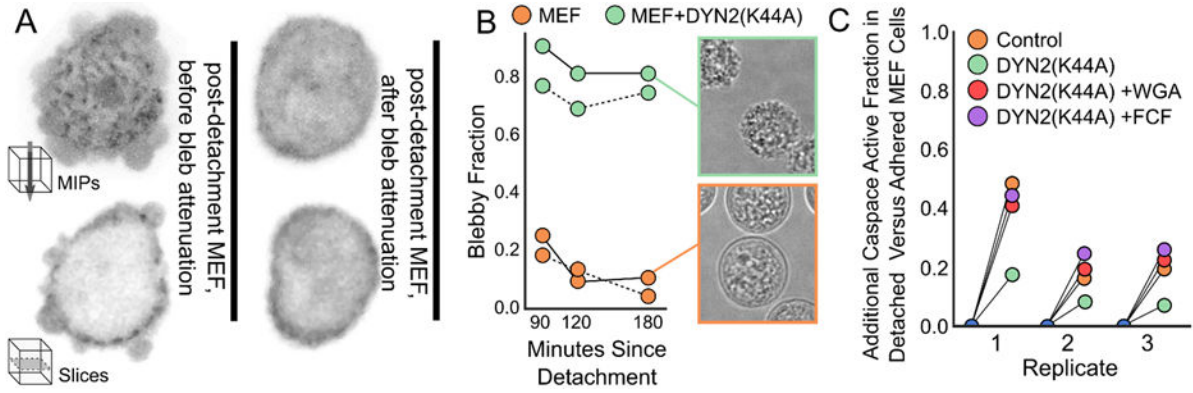 A
post-detachment MEF,
before bleb attenuation
post-detachment MEF,
after bleb attenuation
MIPs
Slices
B
MEF
MEF+DYN2(K44A)
Blebby Fraction
0.8
0.6
0.4
0.2
0.0
90
120
180
Minutes Since
Detachment
C
Additional Caspace Active Fraction in
Detached Versus Adhered MEF Cells
1.0
0.8
0.6
0.4
0.2
0.0
Control
DYN2(K44A)
DYN2(K44A) +WGA
DYN2(K44A) +FCF
1
2
3
Replicate